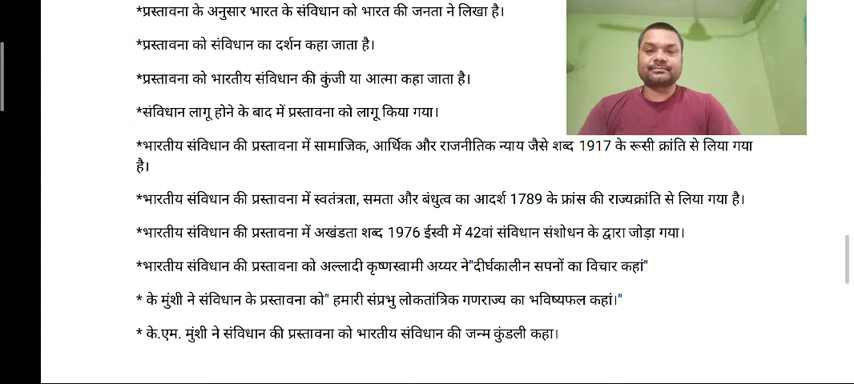 *प्रस्तावना के अनुसार भारत के संविधान को भारत की जनता ने लिखा है।
*प्रस्तावना को संविधान का दर्शन कहा जाता है।
*प्रस्तावना को भारतीय संविधान की कुंजी या आत्मा कहा जाता है।
*संविधान लागू होने के बाद में प्रस्तावना को लागू किया गया।
*भारतीय संविधान की प्रस्तावना में सामाजिक, आर्थिक और राजनीतिक न्याय जैसे शब्द 1917 के रूसी क्रांति से लिया गया
है।
*भारतीय संविधान की प्रस्तावना में स्वतंत्रता, समता और बंधुत्व का आदर्श 1789 के फ्रांस की राज्यक्रांति से लिया गया है।
*भारतीय संविधान की प्रस्तावना में अखंडता शब्द 1976 ईस्वी में 42वां संविधान संशोधन के द्वारा जोड़ा गया।
*भारतीय संविधान की प्रस्तावना को अल्लादी कृष्णस्वामी अय्यर ने"दीर्घकालीन सपनों का विचार कहां"
* के मुंशी ने संविधान के प्रस्तावना को" हमारी संप्रभु लोकतांत्रिक गणराज्य का भविष्यफल कहां।"
* के.एम. मुंशी ने संविधान की प्रस्तावना को भारतीय संविधान की जन्म कुंडली कहा।